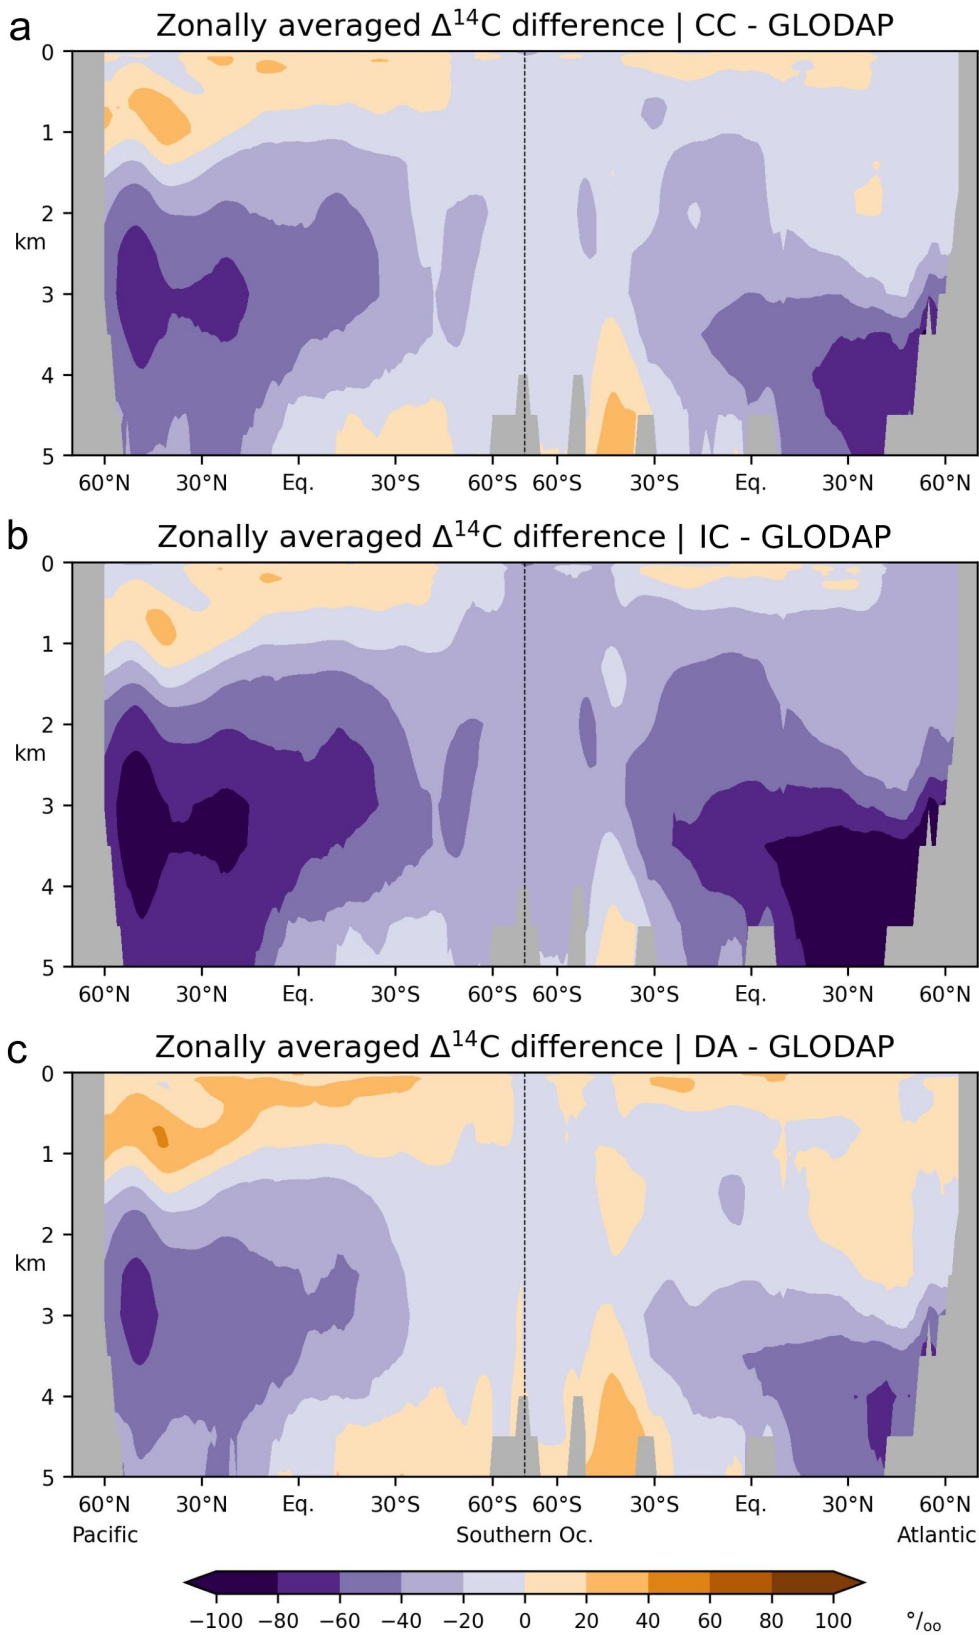 a
Zonally averaged Δ¹⁴C difference | CC - GLODAP
0
1
2
km
3
4
5
60°N 30°N Eq. 30°S 60°S 60°S 30°S Eq. 30°N 60°N
b
Zonally averaged Δ¹⁴C difference | IC - GLODAP
0
1
2
km
3
4
5
60°N 30°N Eq. 30°S 60°S 60°S 30°S Eq. 30°N 60°N
c
Zonally averaged Δ¹⁴C difference | DA - GLODAP
0
1
2
km
3
4
5
60°N 30°N Eq. 30°S 60°S 60°S 30°S Eq. 30°N 60°N
Pacific Southern Oc. Atlantic
−100 −80 −60 −40 −20 0 20 40 60 80 100 °/oo